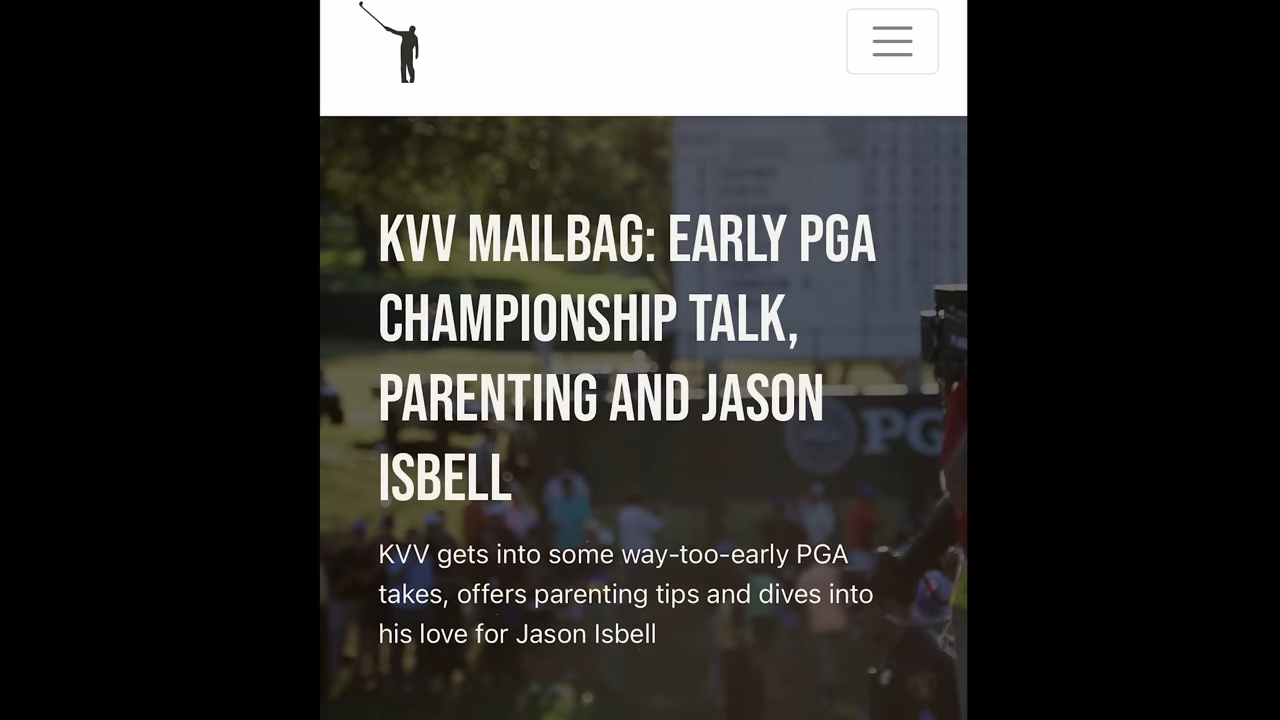 KVV MAILBAG: EARLY PGA
CHAMPIONSHIP TALK,
PARENTING AND JASON
ISBELL
PG
KVV gets into some way-too-early PGA
takes, offers parenting tips and dives into
his love for Jason Isbell